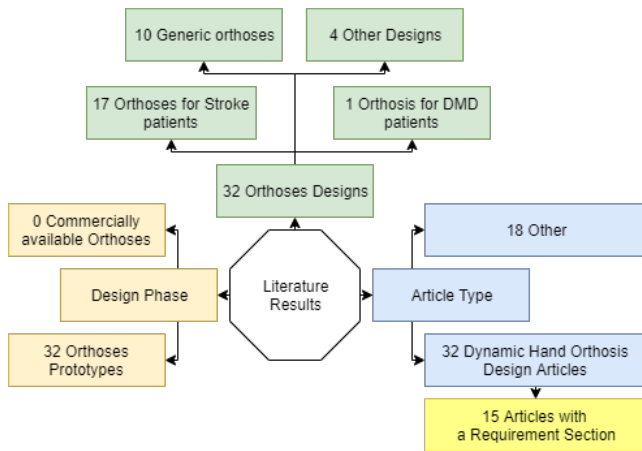 10 Generic orthoses
4 Other Designs
17 Orthoses for Stroke
patients
1 Orthosis for DMD
patients
32 Orthoses Designs
0 Commercially
available Orthoses
18 Other
Design Phase
Literature
Results
Article Type
32 Orthoses
Prototypes
32 Dynamic Hand Orthosis
Design Articles
15 Articles with
a Requirement Section